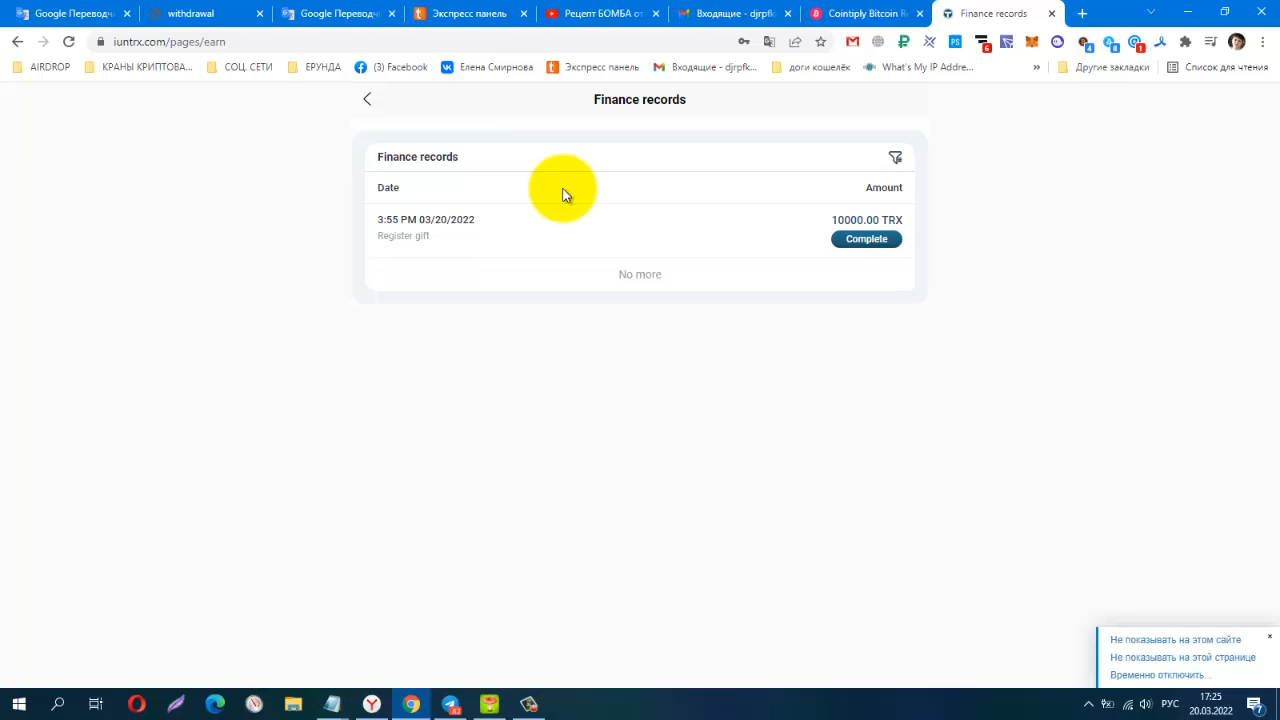 Google Переводч
withdrawal
Google Переводч
Экспресс панель
Рецепт БОМБА от
Входящие - djrpfk
Cointiply Bitcoin Re
Finance records
iuntrx.com/pages/earn
AIRDROP
КРАНЫ КРИПТОВА...
СОЦ. СЕТИ
ЕРУНДА
(3) Facebook
Елена Смирнова
Экспресс панель
Входящие - djrpfk...
доги кошелёк
What's My IP Addre...
»
Другие закладки
Список для чтения
Finance records
Finance records
Date
Amount
3:55 PM 03/20/2022
10000.00 TRX
Register gift
Complete
No more
Не показывать на этом сайте
Не показывать на этой странице
Временно отключить...
РУС
17:25
20.03.2022